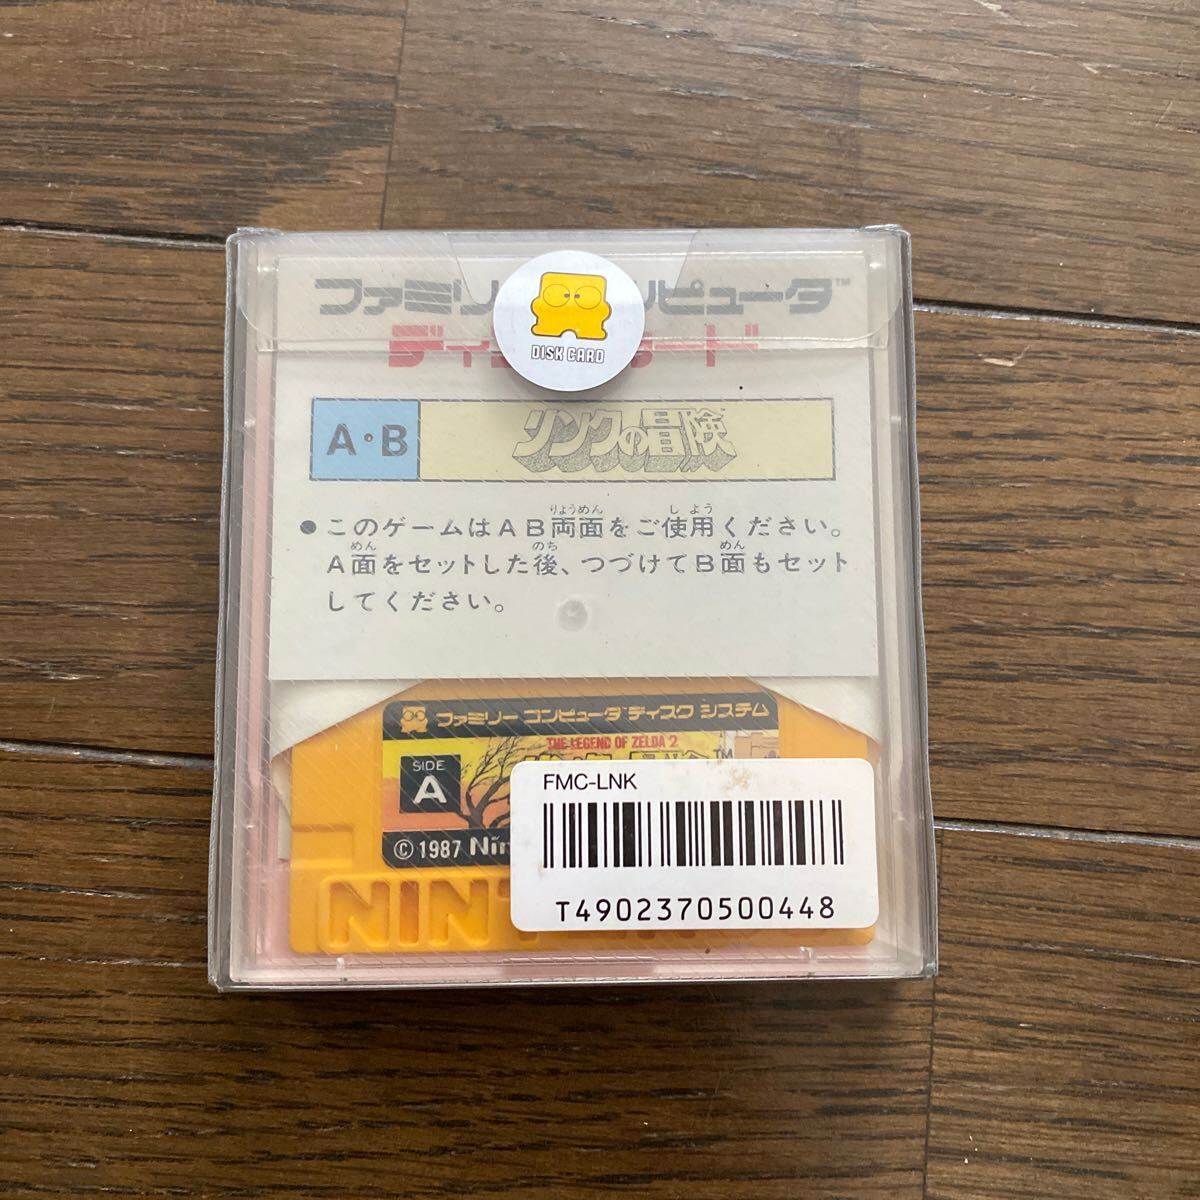 ファミリー ンピュータ™
DISK CARD
A・B
リンクの冒険
りょうめん しよう
●このゲームはAB両面をご使用ください。
めん のち めん
A面をセットした後、つづけてB面もセット
してください。
ファミリー コンピュータ ディスク システム
THE LEGEND OF ZELDA 2
TM
SIDE
A
FMC-LNK
© 1987 Nin
T4902370500448
NIN